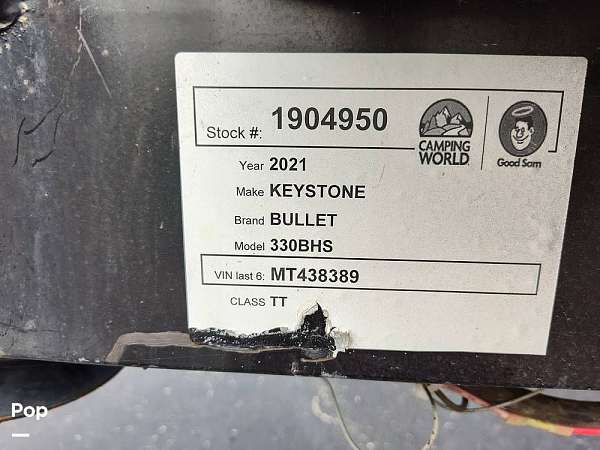 Stock #: 1904950
CAMPING
WORLD
Good Sam
Year 2021
Make KEYSTONE
Brand BULLET
Model 330BHS
VIN last 6: MT438389
CLASS TT
Pop